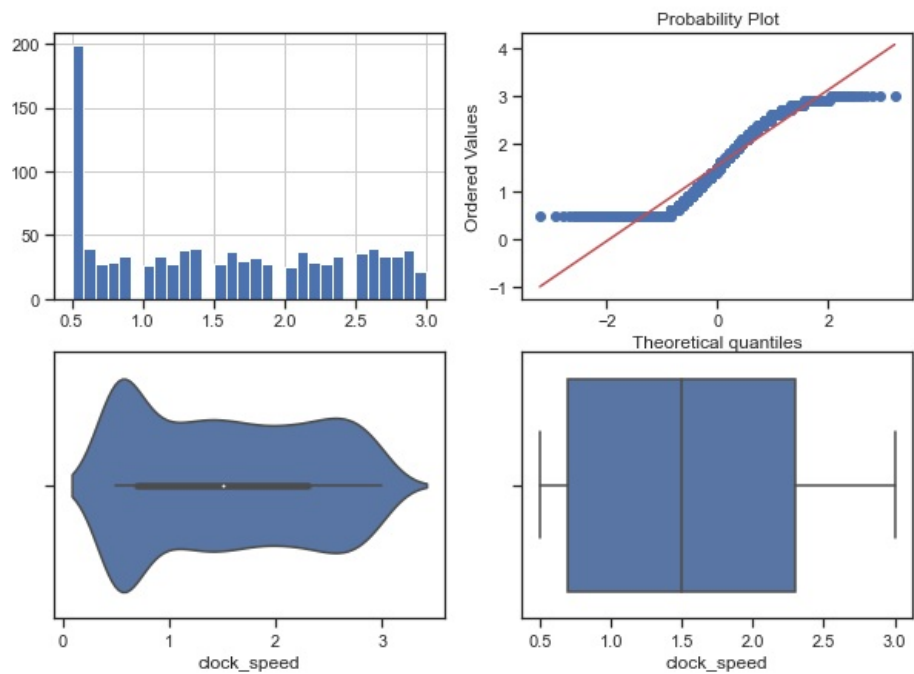 200
150
100
50
0
0.5 1.0 1.5 2.0 2.5 3.0
Probability Plot
Ordered Values
4
3
2
1
0
−1
−2 0 2
Theoretical quantiles
0 1 2 3
clock_speed
0.5 1.0 1.5 2.0 2.5 3.0
clock_speed